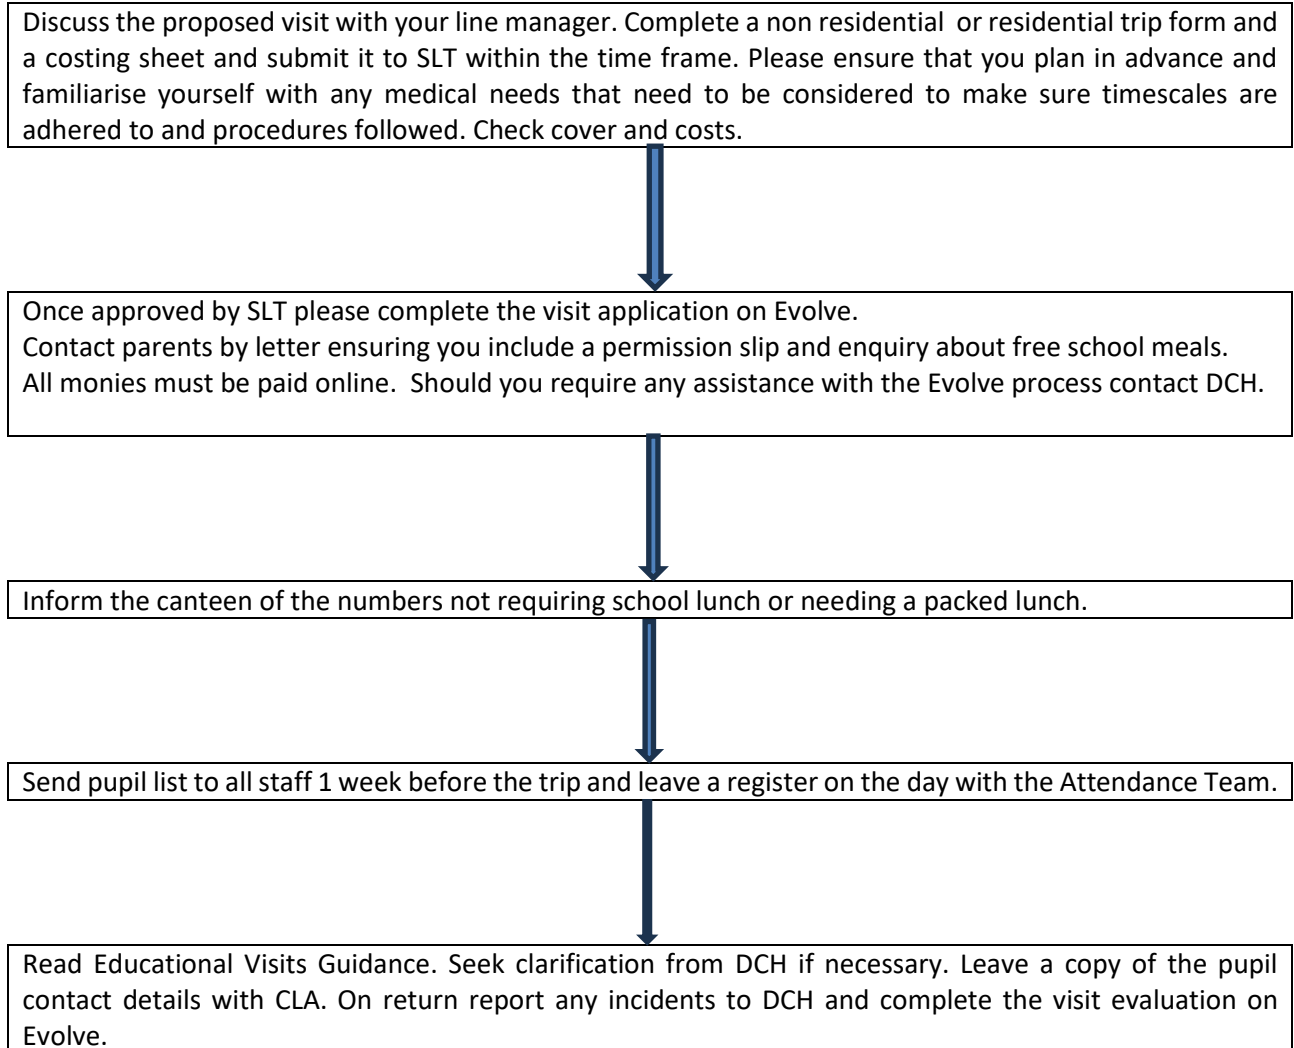 Discuss the proposed visit with your line manager. Complete a non residential  or residential trip form and
a costing sheet and submit it to SLT within the time frame. Please ensure that you plan in advance and
familiarise yourself with any medical needs that need to be considered to make sure timescales are
adhered to and procedures followed. Check cover and costs.
Once approved by SLT please complete the visit application on Evolve.
Contact parents by letter ensuring you include a permission slip and enquiry about free school meals.
All monies must be paid online.  Should you require any assistance with the Evolve process contact DCH.
Inform the canteen of the numbers not requiring school lunch or needing a packed lunch.
Send pupil list to all staff 1 week before the trip and leave a register on the day with the Attendance Team.
Read Educational Visits Guidance. Seek clarification from DCH if necessary. Leave a copy of the pupil
contact details with CLA. On return report any incidents to DCH and complete the visit evaluation on
Evolve.